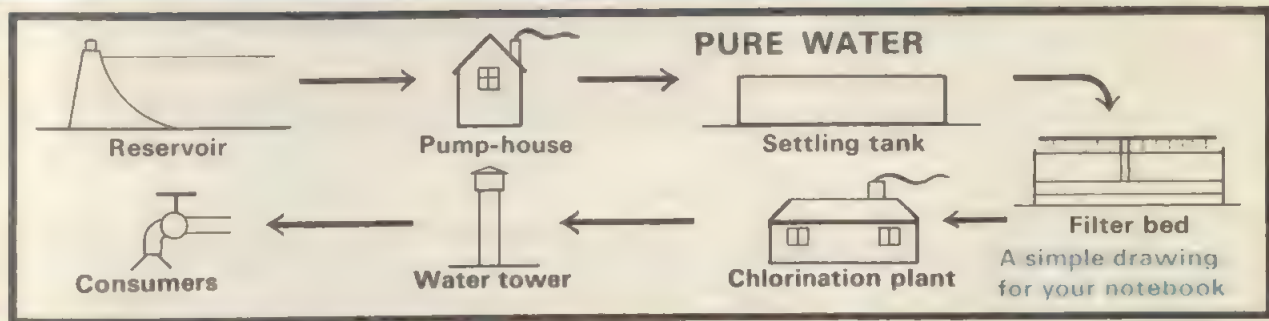 PURE WATER
Reservoir
Pump-house
Settling tank
Filter bed
A simple drawing
for your notebook
Chlorination plant
Water tower
Consumers